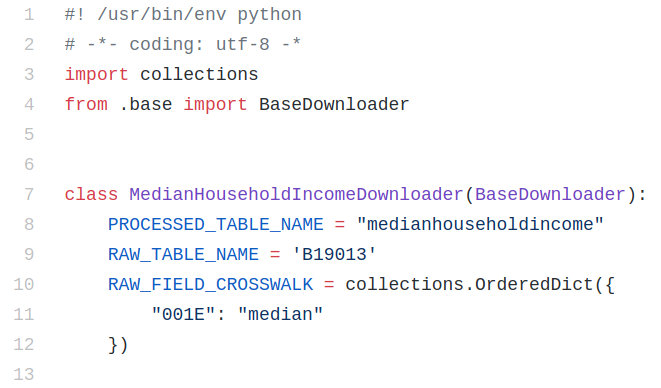 1 #! /usr/bin/env python
2 # -*- coding: utf-8 -*
3 import collections
4 from .base import BaseDownloader
5
6
7 class MedianHouseholdIncomeDownloader(BaseDownloader):
8     PROCESSED_TABLE_NAME = "medianhouseholdincome"
9     RAW_TABLE_NAME = 'B19013'
10     RAW_FIELD_CROSSWALK = collections.OrderedDict({
11         "001E": "median"
12     })
13